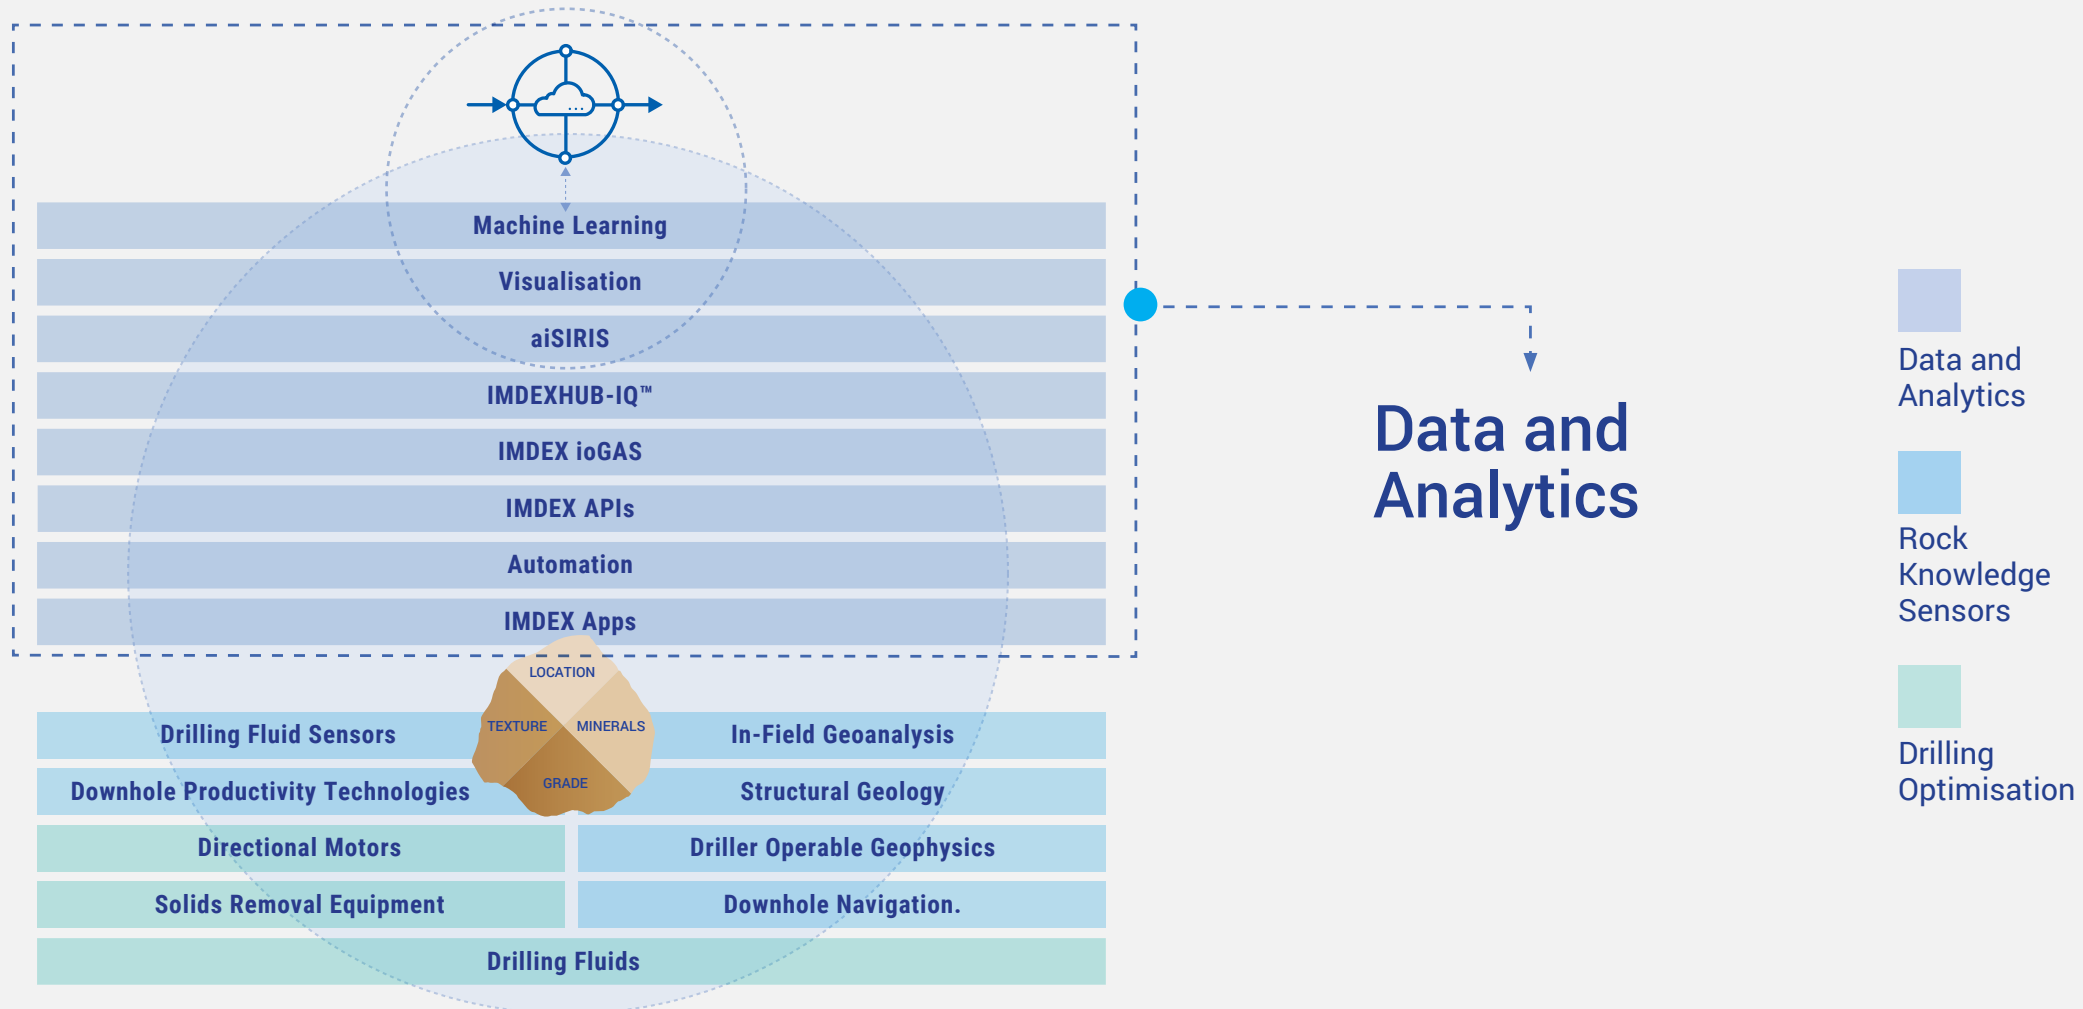 Machine Learning
Visualisation
aiSIRIS
IMDEXHUB-IQ™
IMDEX ioGAS
IMDEX APIs
Automation
IMDEX Apps
LOCATION
TEXTURE
MINERALS
GRADE
Drilling Fluid Sensors
In-Field Geoanalysis
Downhole Productivity Technologies
Structural Geology
Directional Motors
Driller Operable Geophysics
Solids Removal Equipment
Downhole Navigation.
Drilling Fluids
Data and
Analytics
Data and
Analytics
Rock
Knowledge
Sensors
Drilling
Optimisation